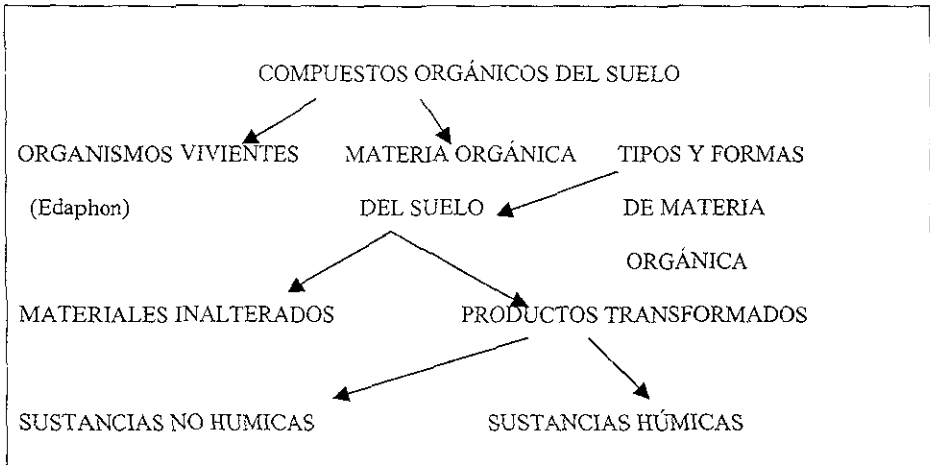 COMPUESTOS ORGÁNICOS DEL SUELO
ORGANISMOS VIVIENTES MATERIA ORGÁNICA TIPOS Y FORMAS
(Edaphon) DEL SUELO DE MATERIA
ORGÁNICA
MATERIALES INALTERADOS PRODUCTOS TRANSFORMADOS
SUSTANCIAS NO HUMICAS SUSTANCIAS HÚMICAS